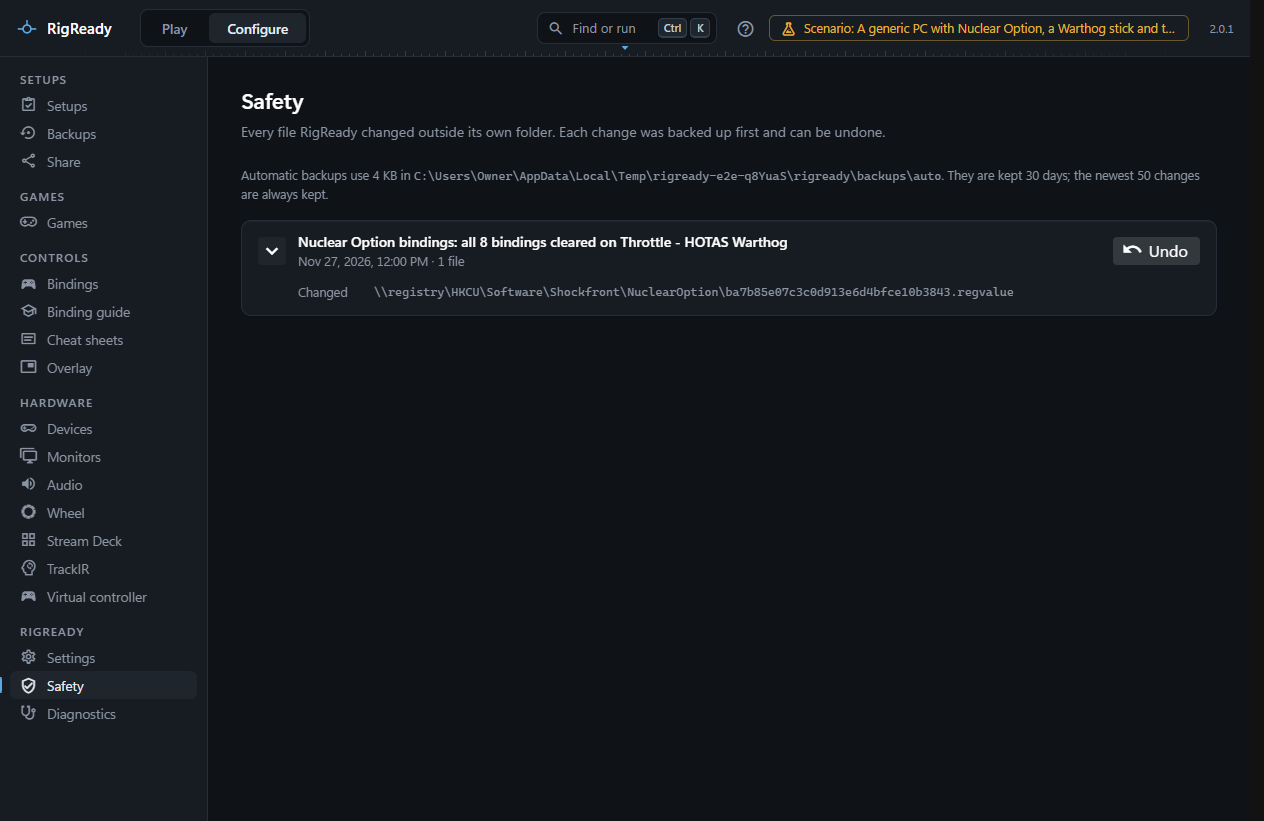 RigReady
Play
Configure
Find or run
Ctrl
K
Scenario: A generic PC with Nuclear Option, a Warthog stick and t...
2.0.1
SETUPS
Setups
Backups
Share
GAMES
Games
CONTROLS
Bindings
Binding guide
Cheat sheets
Overlay
HARDWARE
Devices
Monitors
Audio
Wheel
Stream Deck
TrackIR
Virtual controller
RIGREADY
Settings
Safety
Diagnostics
Safety
Every file RigReady changed outside its own folder. Each change was backed up first and can be undone.
Automatic backups use 4 KB in C:\Users\Owner\AppData\Local\Temp\rigready-e2e-q8YuaS\rigready\backups\auto. They are kept 30 days; the newest 50 changes
are always kept.
Nuclear Option bindings: all 8 bindings cleared on Throttle - HOTAS Warthog
Nov 27, 2026, 12:00 PM · 1 file
Undo
Changed \\registry\HKCU\Software\Shockfront\NuclearOption\ba7b85e07c3c0d913e6d4bfce10b3843.regvalue